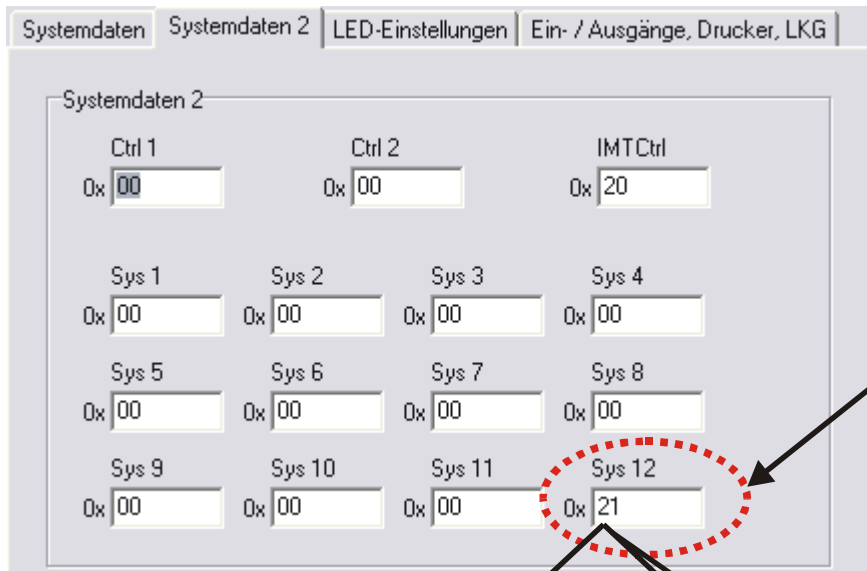 Systemdaten Systemdaten 2 LED-Einstellungen Ein- / Ausgänge, Drucker, LKG
Systemdaten 2
Ctrl 1 Ctrl 2 IMTCtrl
0x 00 0x 00 0x 20
Sys 1 Sys 2 Sys 3 Sys 4
0x 00 0x 00 0x 00 0x 00
Sys 5 Sys 6 Sys 7 Sys 8
0x 00 0x 00 0x 00 0x 00
Sys 9 Sys 10 Sys 11 Sys 12
0x 00 0x 00 0x 00 0x 21